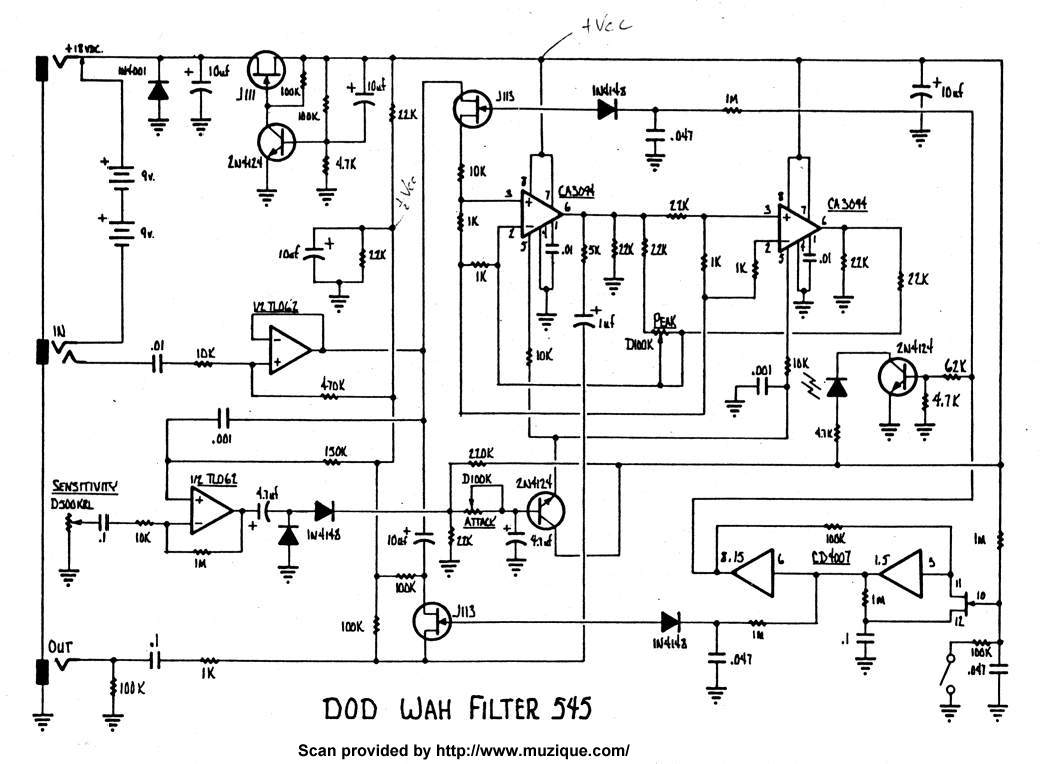 +Vcc
+18VDC.
1N4001
+
10uf
J111
100K
100K
+
10uf
22K
2N4124
4.7K
+Vcc
J113
1N4148
.047
1M
+
10uf
+
9v.
+
9v.
10K
1K
1K
8
3
2
5
7
6
4
1
CA3094
.01
5K
22K
22K
22K
1K
1K
8
3
2
5
7
6
4
1
CA3094
.01
22K
22K
10uf
+
22K
1/2 TL062
-
+
IN
.01
10K
470K
10K
+
1uf
PEAK
D100K
.001
10K
2N4124
62K
4.7K
4.7K
.001
150K
220K
SENSITIVITY
.1
10K
1/2 TL062
+
-
1M
4.7uf
+
1N4148
D100K
ATTACK
22K
+
4.7uf
2N4124
10uf
+
100K
100K
J113
1N4148
.047
1M
8.15
6
CD4007
1.5
3
100K
1M
.1
11
10
12
1M
100K
.047
OUT
.1
1K
100K
DOD WAH FILTER 545
Scan provided by http://www.muzique.com/